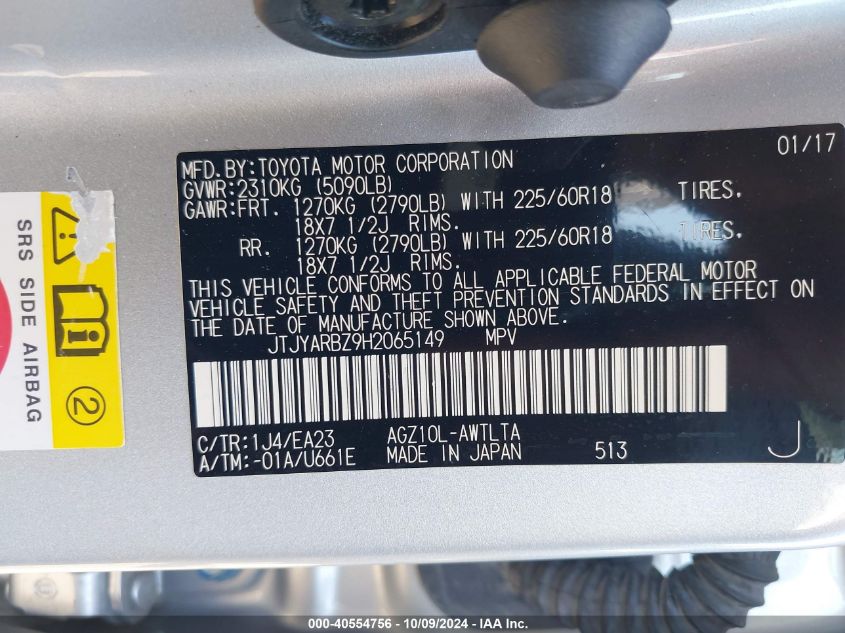 01/17
MFD.BY:TOYOTA MOTOR CORPORATION
GVWR:2310KG (5090LB)
GAWR:FRT. 1270KG (2790LB) WITH 225/60R18 TIRES.
18X7 1/2J RIMS.
RR. 1270KG (2790LB) WITH 225/60R18 TIRES.
18X7 1/2J RIMS.
THIS VEHICLE CONFORMS TO ALL APPLICABLE FEDERAL MOTOR
VEHICLE SAFETY AND THEFT PREVENTION STANDARDS IN EFFECT ON
THE DATE OF MANUFACTURE SHOWN ABOVE.
JTJYARBZ9H2065149 MPV
C/TR:1J4/EA23 AGZ10L-AWTLTA
A/TM:-01A/U661E MADE IN JAPAN 513 J
SRS SIDE AIRBAG
2
000-40554756 - 10/09/2024 - IAA Inc.